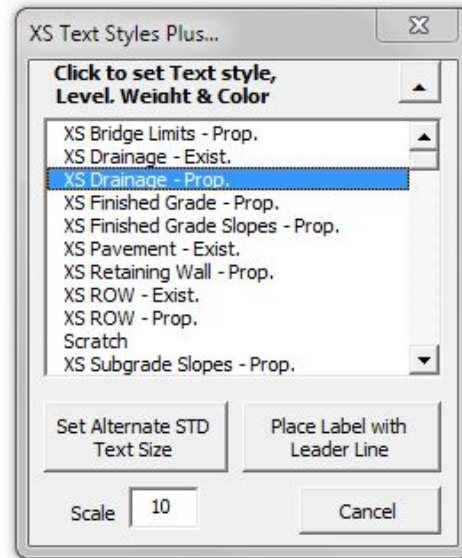 XS Text Styles Plus...
Click to set Text style,
Level, Weight & Color
XS Bridge Limits - Prop.
XS Drainage - Exist.
XS Drainage - Prop.
XS Finished Grade - Prop.
XS Finished Grade Slopes - Prop.
XS Pavement - Exist.
XS Retaining Wall - Prop.
XS ROW - Exist.
XS ROW - Prop.
Scratch
XS Subgrade Slopes - Prop.
Set Alternate STD
Text Size
Place Label with
Leader Line
Scale 10
Cancel